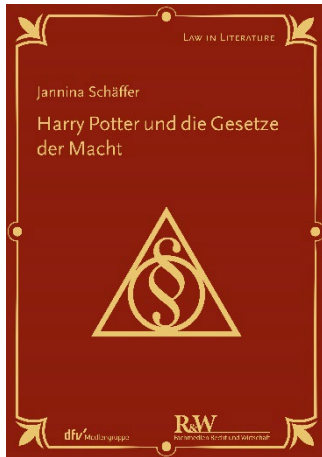 LAW IN LITERATURE
Jannina Schäffer
Harry Potter und die Gesetze
der Macht
§
dfv Mediengruppe
R&W
Fachmedien Recht und Wirtschaft